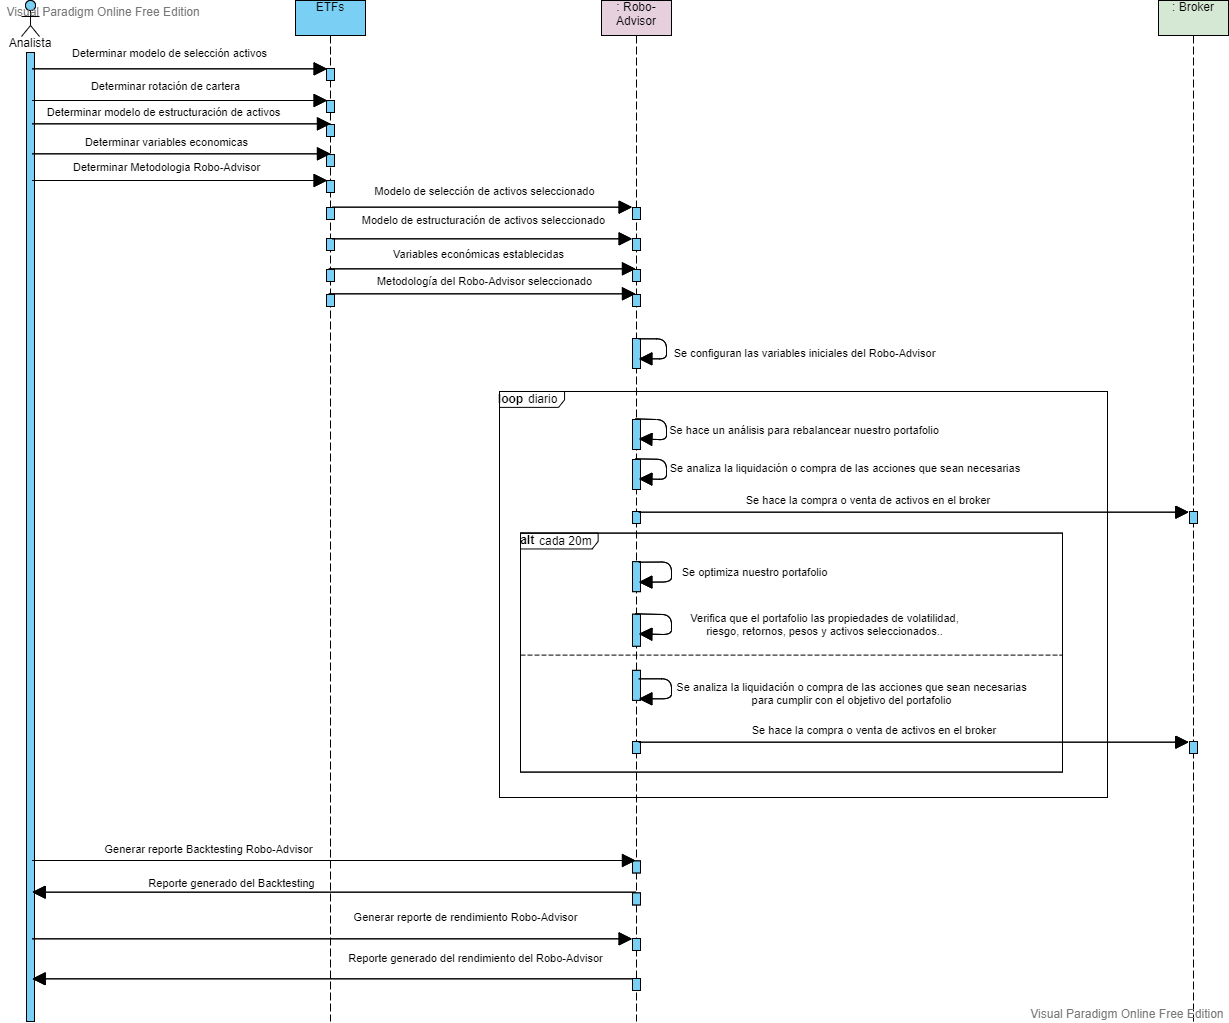 Visual Paradigm Online Free Edition
ETFs
: Robo-
Advisor
: Broker
Analista
Determinar modelo de selección activos
Determinar rotación de cartera
Determinar modelo de estructuración de activos
Determinar variables economicas
Determinar Metodologia Robo-Advisor
Modelo de selección de activos seleccionado
Modelo de estructuración de activos seleccionado
Variables económicas establecidas
Metodología del Robo-Advisor seleccionado
Se configuran las variables iniciales del Robo-Advisor
loop diario
Se hace un análisis para rebalancear nuestro portafolio
Se analiza la liquidación o compra de las acciones que sean necesarias
Se hace la compra o venta de activos en el broker
alt cada 20m
Se optimiza nuestro portafolio
Verifica que el portafolio las propiedades de volatilidad,
riesgo, retornos, pesos y activos seleccionados..
Se analiza la liquidación o compra de las acciones que sean necesarias
para cumplir con el objetivo del portafolio
Se hace la compra o venta de activos en el broker
Generar reporte Backtesting Robo-Advisor
Reporte generado del Backtesting
Generar reporte de rendimiento Robo-Advisor
Reporte generado del rendimiento del Robo-Advisor
Visual Paradigm Online Free Edition